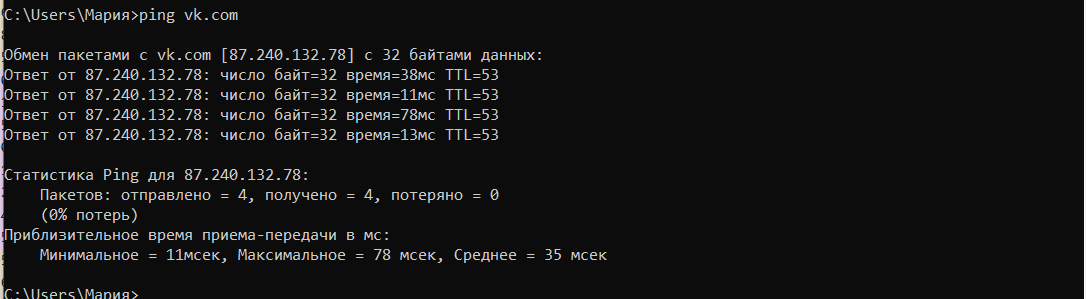 C:\Users\Мария>ping vk.com
Обмен пакетами с vk.com [87.240.132.78] с 32 байтами данных:
Ответ от 87.240.132.78: число байт=32 время=38мс TTL=53
Ответ от 87.240.132.78: число байт=32 время=11мс TTL=53
Ответ от 87.240.132.78: число байт=32 время=78мс TTL=53
Ответ от 87.240.132.78: число байт=32 время=13мс TTL=53
Статистика Ping для 87.240.132.78:
Пакетов: отправлено = 4, получено = 4, потеряно = 0
(0% потерь)
Приблизительное время приема-передачи в мс:
Минимальное = 11мсек, Максимальное = 78 мсек, Среднее = 35 мсек
C:\Users\Мария>